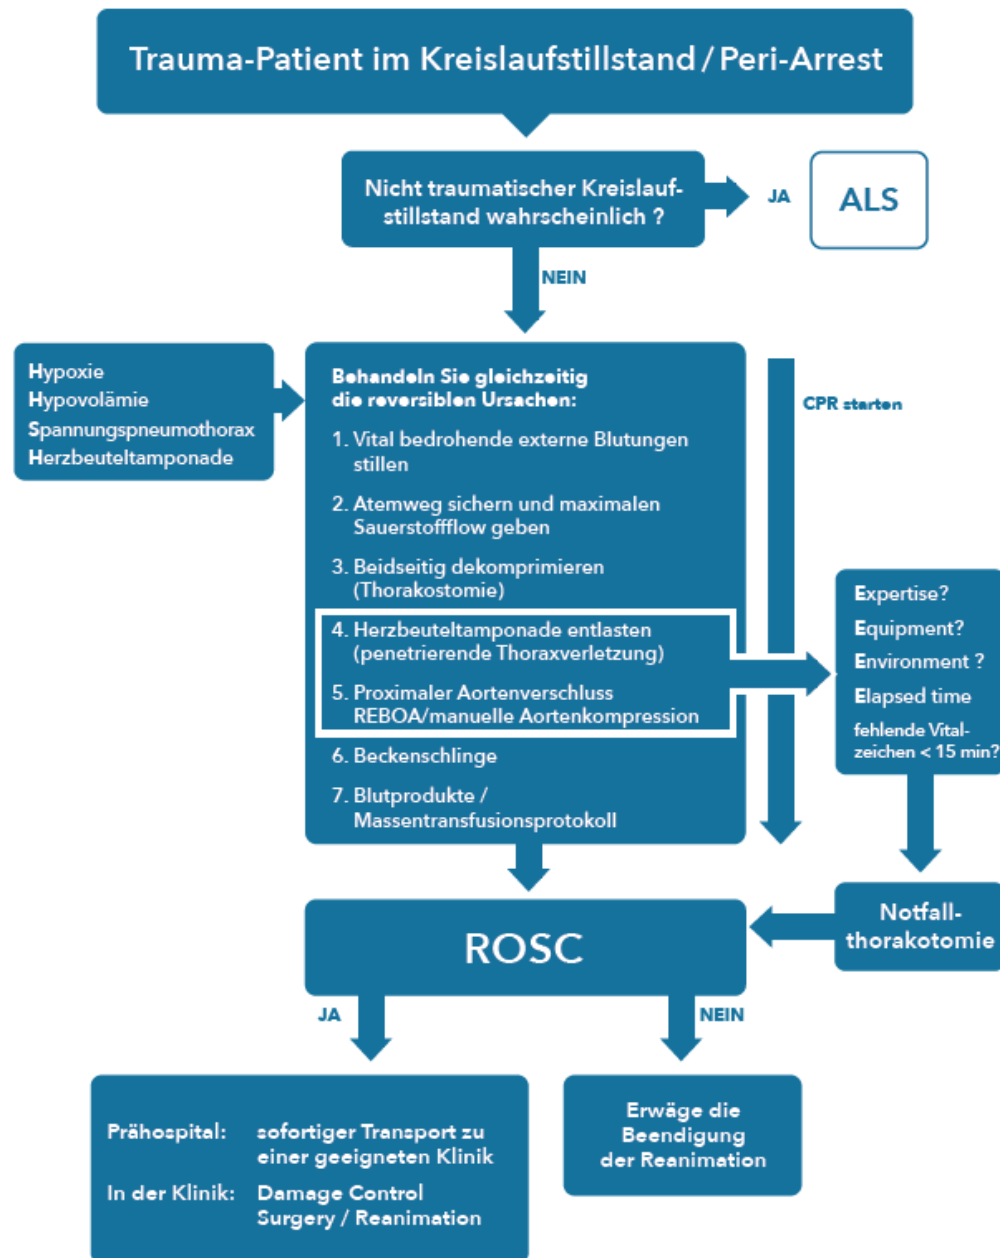 Trauma-Patient im Kreislaufstillstand / Peri-Arrest
Nicht traumatischer Kreislauf-
stillstand wahrscheinlich ?
JA
ALS
NEIN
Hypoxie
Hypovolämie
Spannungspneumothorax
Herzbeuteltamponade
Behandeln Sie gleichzeitig
die reversiblen Ursachen:
1. Vital bedrohende externe Blutungen
stillen
2. Atemweg sichern und maximalen
Sauerstoffflow geben
3. Beidseitig dekomprimieren
(Thorakostomie)
4. Herzbeuteltamponade entlasten
(penetrierende Thoraxverletzung)
5. Proximaler Aortenverschluss
REBOA/manuelle Aortenkompression
6. Beckenschlinge
7. Blutprodukte /
Massentransfusionsprotokoll
CPR starten
Expertise?
Equipment?
Environment ?
Elapsed time
fehlende Vital-
zeichen < 15 min?
Notfall-
thorakotomie
ROSC
JA
NEIN
Prähospital: sofortiger Transport zu
einer geeigneten Klinik
In der Klinik: Damage Control
Surgery / Reanimation
Erwäge die
Beendigung
der Reanimation